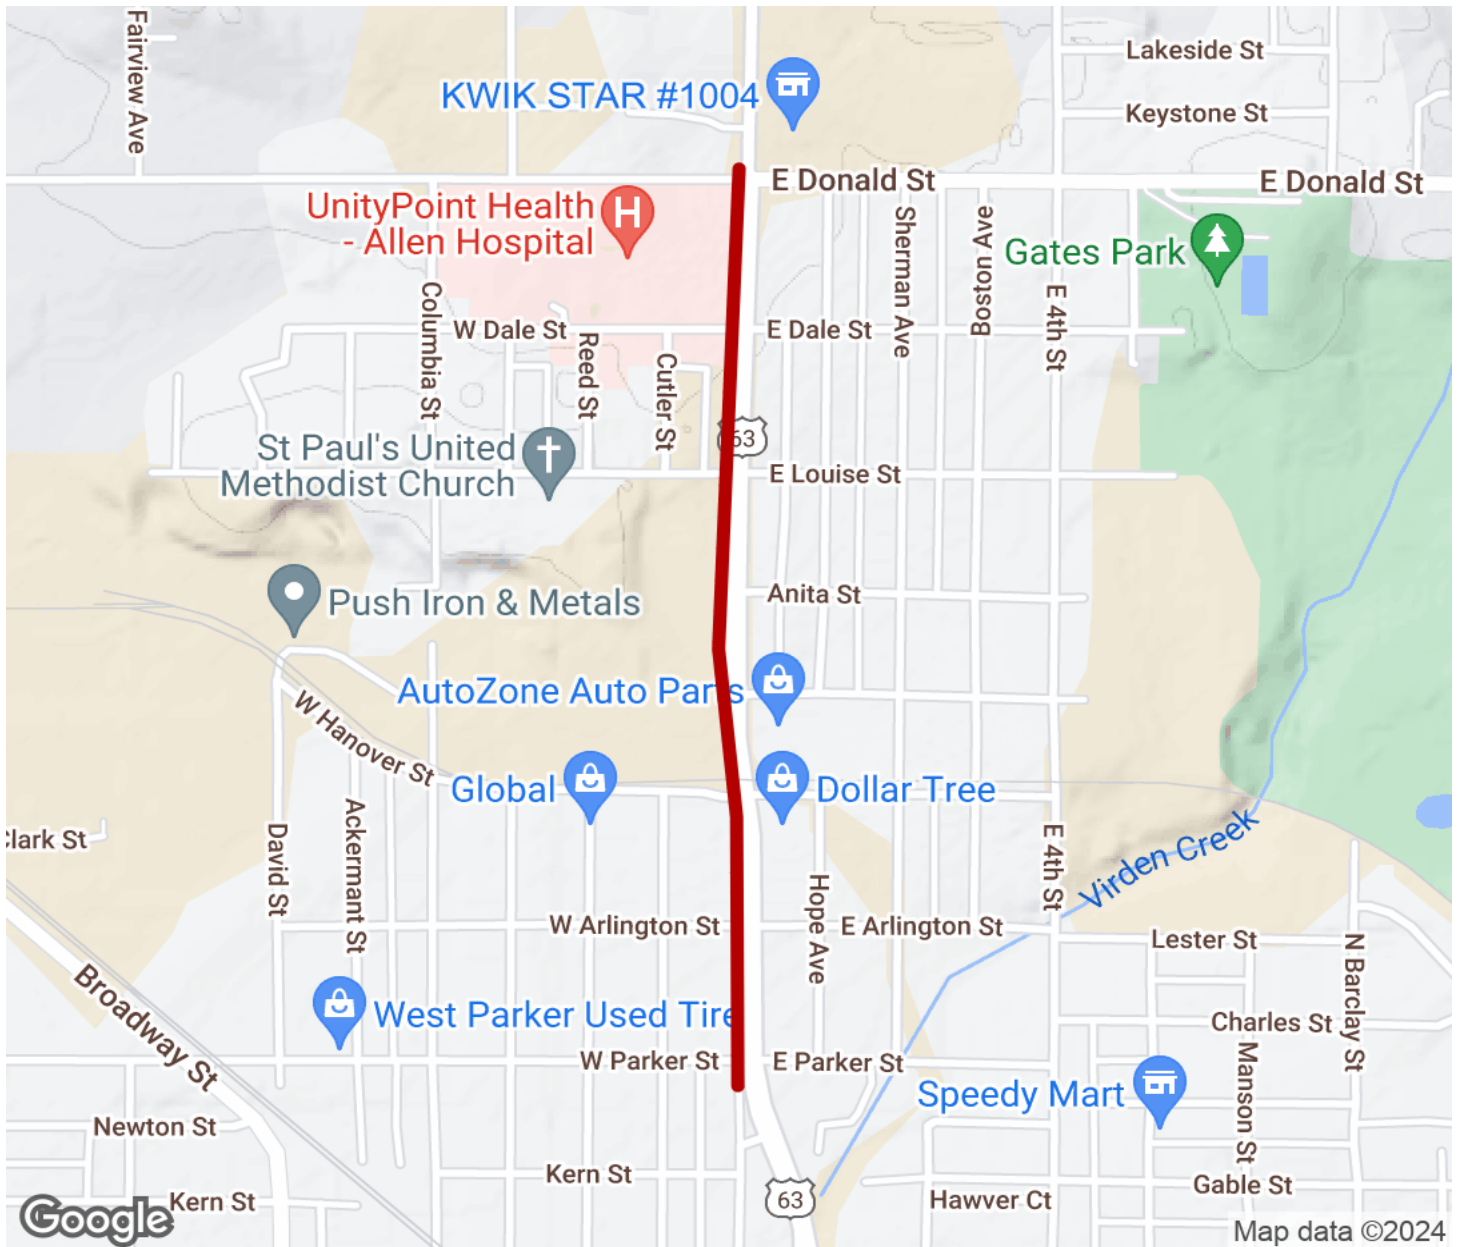 Fairview Ave
Lakeside St
KWIK STAR #1004
Keystone St
E Donald St
E Donald St
UnityPoint Health
- Allen Hospital
H
Sherman Ave
Boston Ave
Gates Park
Columbia St
E 4th St
W Dale St
E Dale St
Reed St
Cutler St
63
St Paul's United
Methodist Church
E Louise St
Anita St
Push Iron & Metals
AutoZone Auto Parts
W Hanover St
Global
Dollar Tree
Clark St
David St
Ackermant St
E 4th St
Virden Creek
Hope Ave
W Arlington St
E Arlington St
Lester St
N Barclay St
Broadway St
West Parker Used Tire
Charles St
W Parker St
E Parker St
Manson St
Speedy Mart
Newton St
Kern St
Kern St
63
Hawver Ct
Gable St
Google
Map data ©2024